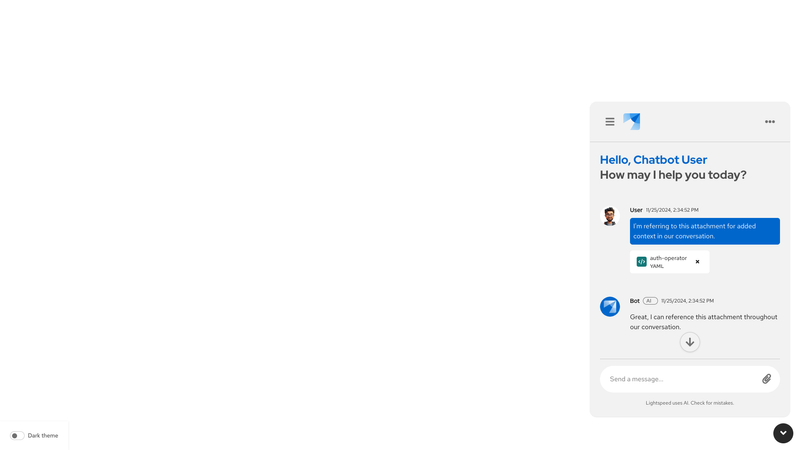 Hello, Chatbot User
How may I help you today?
User 11/25/2024, 2:34:52 PM
I'm referring to this attachment for added
context in our conversation.
auth-operator
YAML
Bot AI 11/25/2024, 2:34:52 PM
Great, I can reference this attachment throughout
our conversation.
Send a message...
Lightspeed uses AI. Check for mistakes.
Dark theme